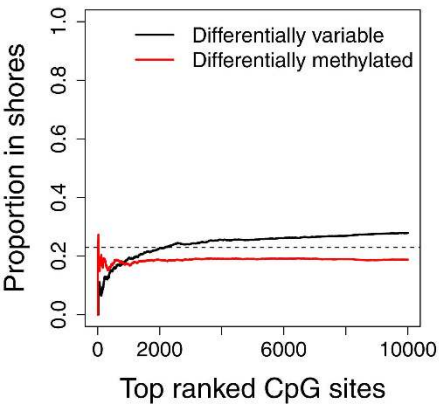 Differentially variable
Differentially methylated
Proportion in shores
1.0
0.8
0.6
0.4
0.2
0.0
0 2000 6000 10000
Top ranked CpG sites